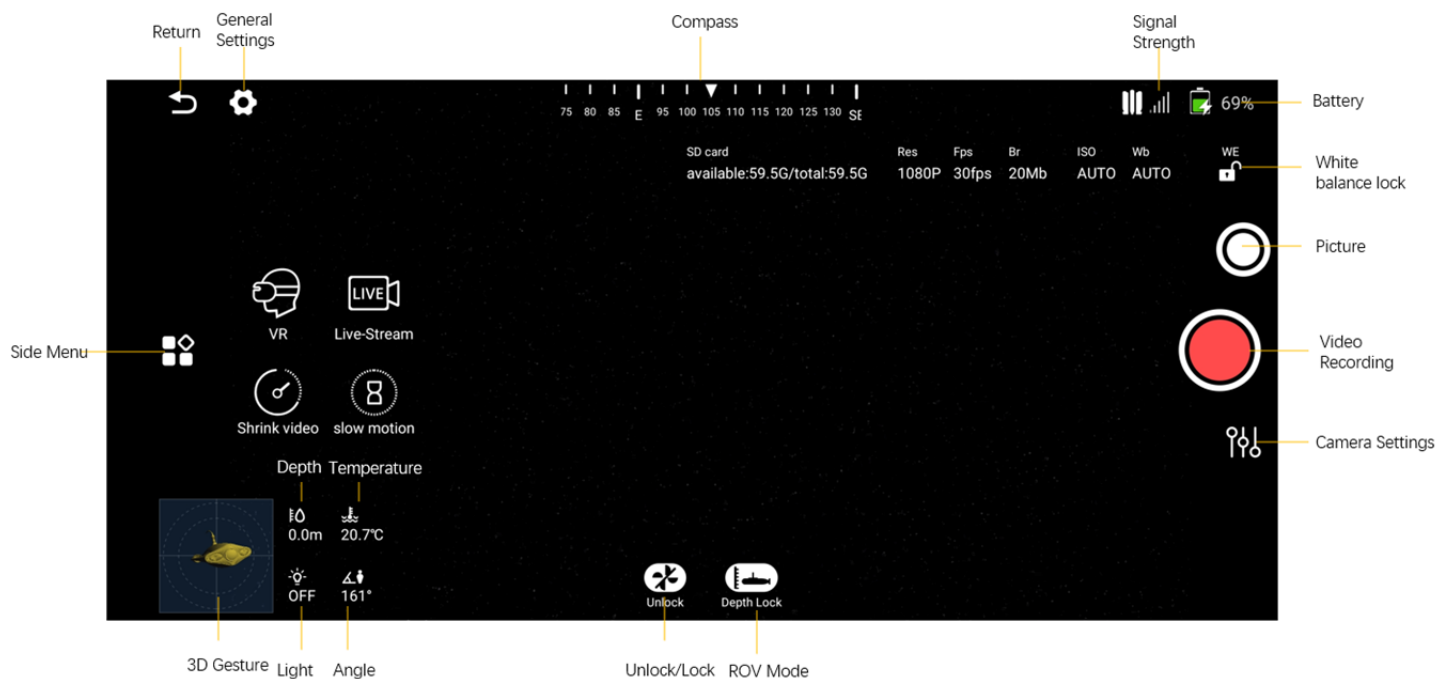 Return
General
Settings
Compass
Signal
Strength
75 80 85 E 95 100 105 110 115 120 125 130 SE
69%
Battery
SD card Res Fps Br ISO Wb WE
available:59.5G/total:59.5G 1080P 30fps 20Mb AUTO AUTO
White
balance lock
Picture
LIVE
VR Live-Stream
Side Menu
Video
Recording
Shrink video slow motion
Camera Settings
Depth Temperature
0.0m 20.7℃
OFF 161°
Unlock Depth Lock
3D Gesture Light Angle Unlock/Lock ROV Mode